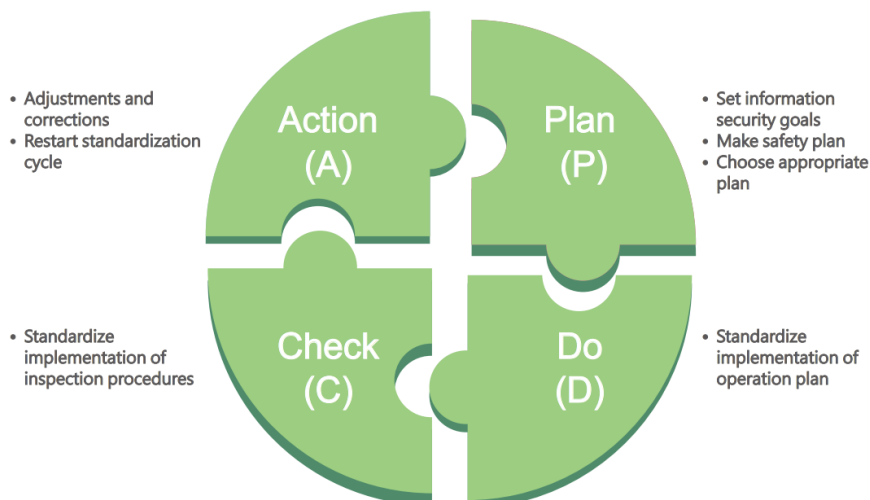 • Adjustments and
corrections
• Restart standardization
cycle
Action
(A)
Plan
(P)
• Set information
security goals
• Make safety plan
• Choose appropriate
plan
• Standardize
implementation of
inspection procedures
Check
(C)
Do
(D)
• Standardize
implementation of
operation plan